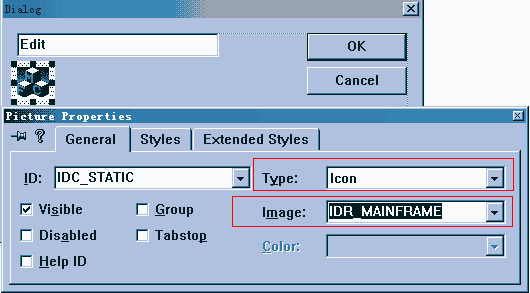 Dialog
Edit
OK
Cancel
Picture Properties
General
Styles
Extended Styles
ID:
IDC_STATIC
Type:
Icon
Visible
Group
Image:
IDR_MAINFRAME
Disabled
Tabstop
Color:
Help ID